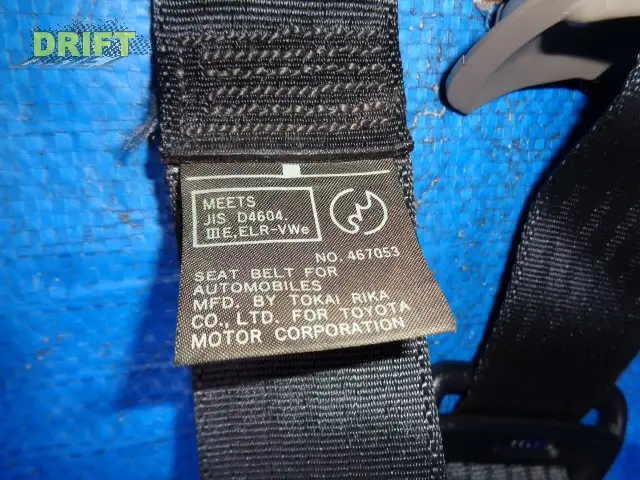 DRIFT
MEETS
JIS D4604.
ⅢE,ELR-VWe
NO. 467053
SEAT BELT FOR
AUTOMOBILES
MFD. BY TOKAI RIKA
CO., LTD. FOR TOYOTA
MOTOR CORPORATION